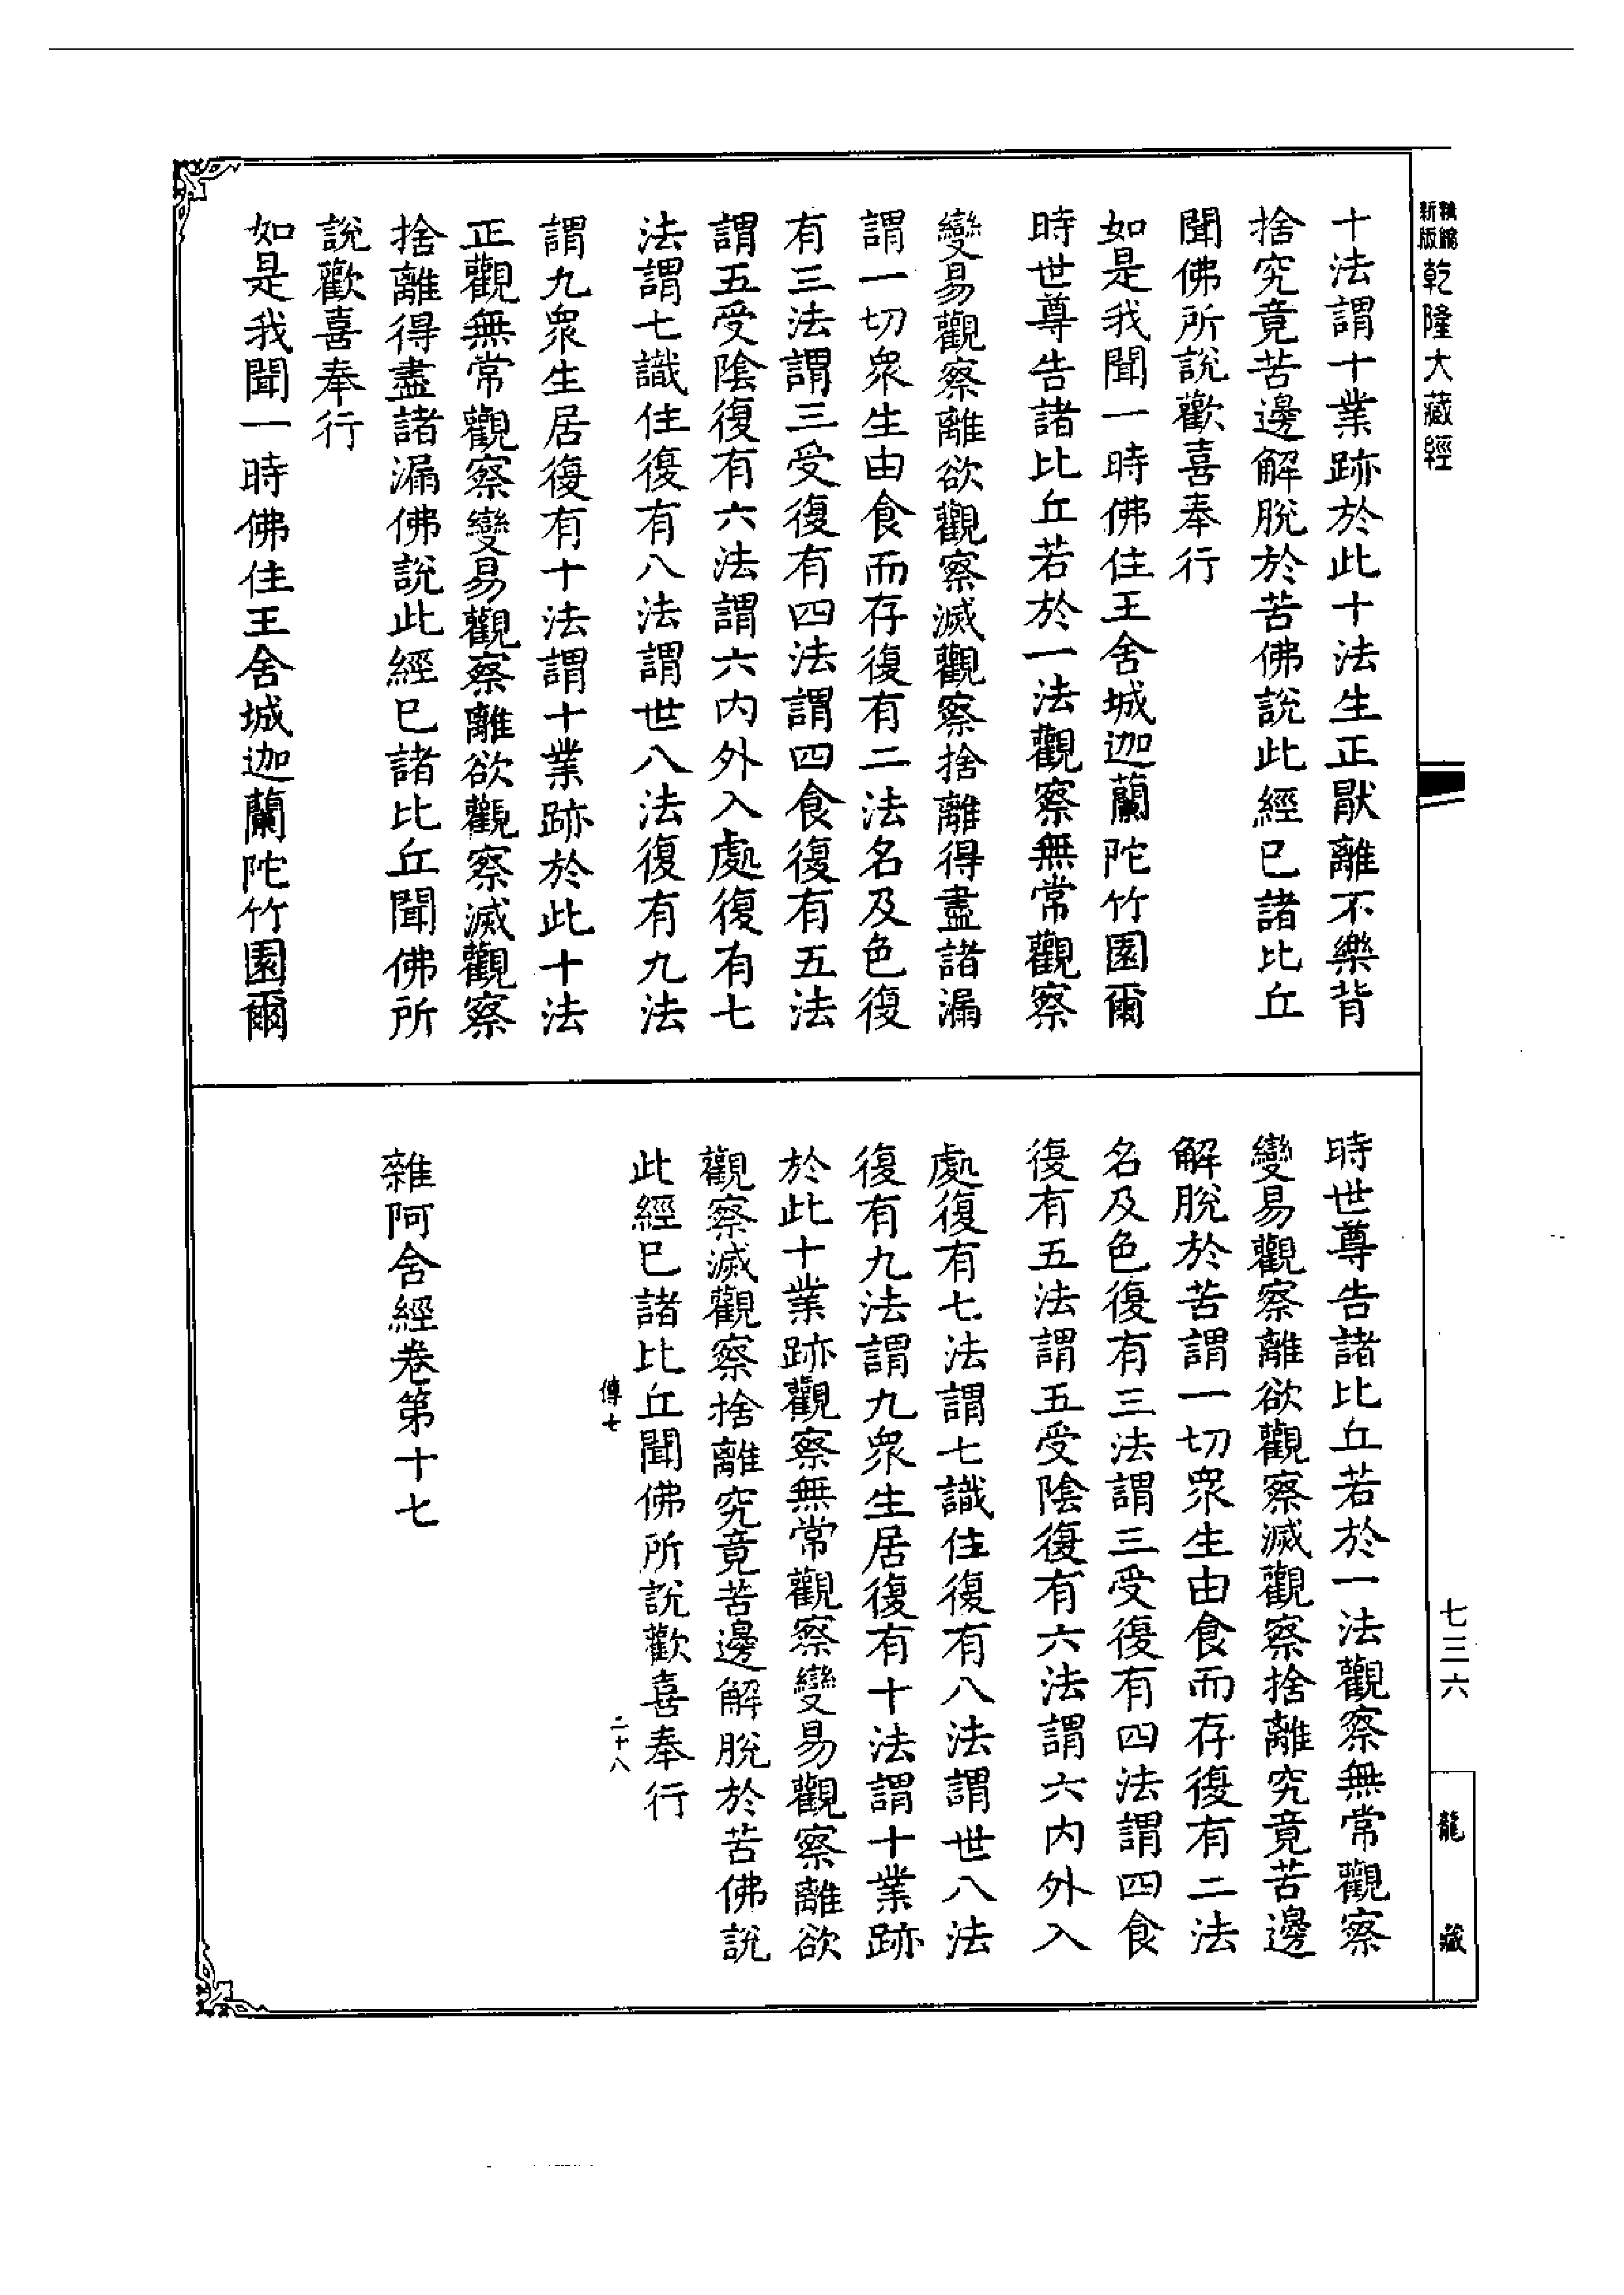 新版
精編
乾隆大藏經
十法謂十業跡於此十法生正厭離不樂背
捨究竟苦邊解脫於苦佛說此經已諸比丘
聞佛所說歡喜奉行
如是我聞一時佛住王舍城迦蘭陀竹園爾
時世尊告諸比丘若於一法觀察無常觀察
變易觀察離欲觀察滅觀察捨離得盡諸漏
謂一切眾生由食而存復有二法名及色復
有三法謂三受復有四法謂四食復有五法
謂五受陰復有六法謂六內外入處復有七
法謂七識住復有八法謂世八法復有九法
謂九眾生居復有十法謂十業跡於此十法
正觀無常觀察變易觀察離欲觀察滅觀察
捨離得盡諸漏佛說此經已諸比丘聞佛所
說歡喜奉行
如是我聞一時佛住王舍城迦蘭陀竹園爾
時世尊告諸比丘若於一法觀察無常觀察
變易觀察離欲觀察滅觀察捨離究竟苦邊
解脫於苦謂一切眾生由食而存復有二法
名及色復有三法謂三受復有四法謂四食
復有五法謂五受陰復有六法謂六內外入
處復有七法謂七識住復有八法謂世八法
復有九法謂九眾生居復有十法謂十業跡
於此十業跡觀察無常觀察變易觀察離欲
觀察滅觀察捨離究竟苦邊解脫於苦佛說
此經已諸比丘聞佛所說歡喜奉行
傳七
二十八
雜阿含經卷第十七
七三六
龍藏